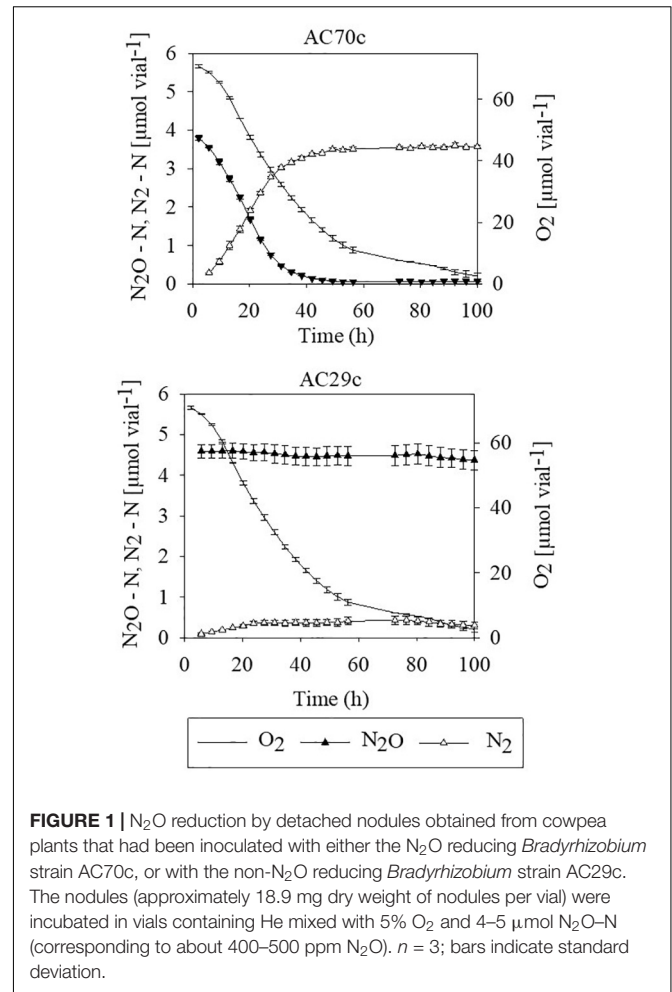 AC70c
N₂O - N, N₂ - N [µmol vial⁻¹]
6
5
4
3
2
1
0
O₂ [µmol vial⁻¹]
60
40
20
0
0 20 40 60 80 100
Time (h)
AC29c
N₂O - N, N₂ - N [µmol vial⁻¹]
6
5
4
3
2
1
0
O₂ [µmol vial⁻¹]
60
40
20
0
0 20 40 60 80 100
Time (h)
O₂ N₂O N₂
FIGURE 1 | N₂O reduction by detached nodules obtained from cowpea
plants that had been inoculated with either the N₂O reducing Bradyrhizobium
strain AC70c, or with the non-N₂O reducing Bradyrhizobium strain AC29c.
The nodules (approximately 18.9 mg dry weight of nodules per vial) were
incubated in vials containing He mixed with 5% O₂ and 4–5 µmol N₂O–N
(corresponding to about 400–500 ppm N₂O). n = 3; bars indicate standard
deviation.